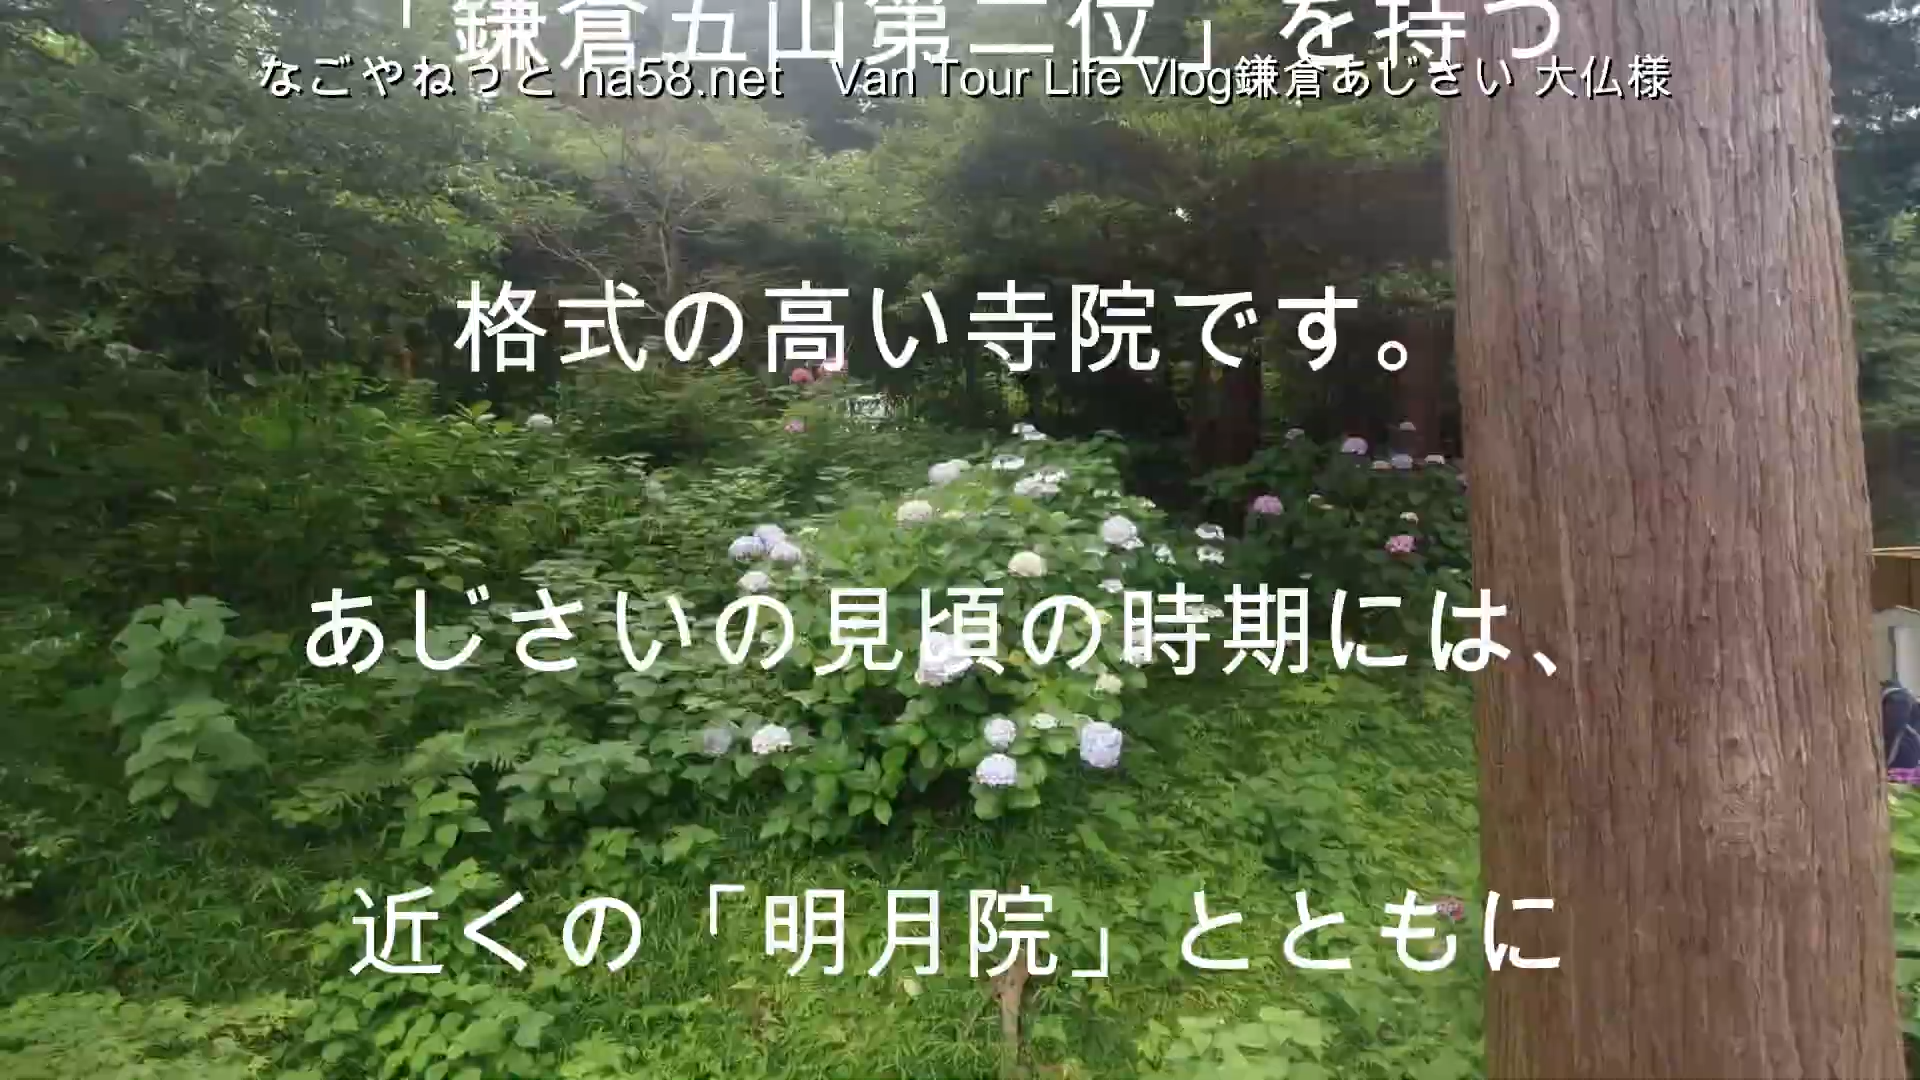 「鎌倉五山第二位」を持つ
なごやねっと na58.net　Van Tour Life Vlog鎌倉あじさい 大仏様
格式の高い寺院です。
あじさいの見頃の時期には、
近くの「明月院」とともに